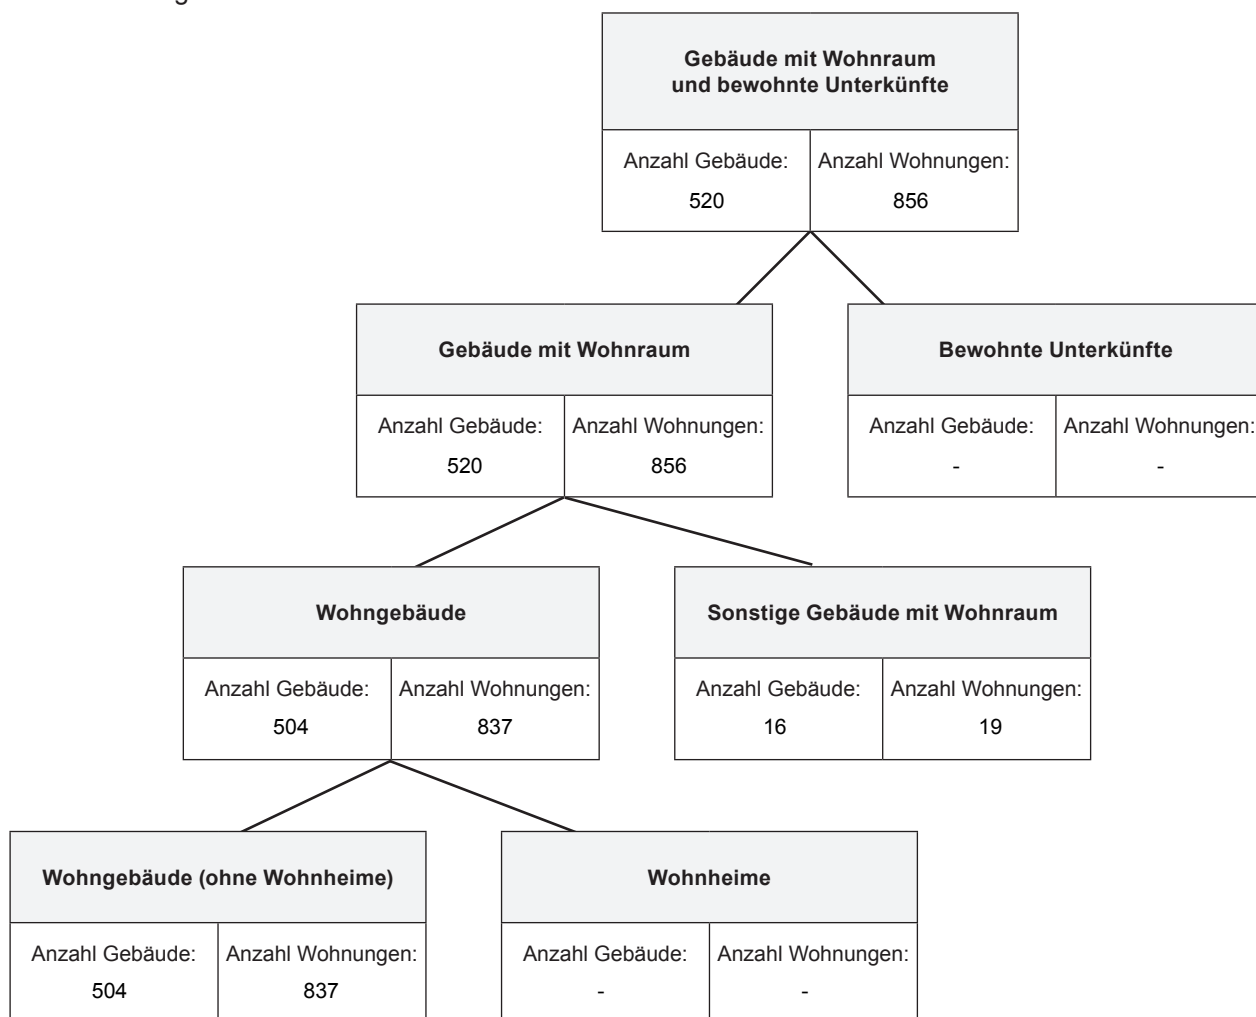 Gebäude mit Wohnraum
und bewohnte Unterkünfte
Anzahl Gebäude: Anzahl Wohnungen:
520 856
Gebäude mit Wohnraum
Anzahl Gebäude: Anzahl Wohnungen:
520 856
Bewohnte Unterkünfte
Anzahl Gebäude: Anzahl Wohnungen:
- -
Wohngebäude
Anzahl Gebäude: Anzahl Wohnungen:
504 837
Sonstige Gebäude mit Wohnraum
Anzahl Gebäude: Anzahl Wohnungen:
16 19
Wohngebäude (ohne Wohnheime)
Anzahl Gebäude: Anzahl Wohnungen:
504 837
Wohnheime
Anzahl Gebäude: Anzahl Wohnungen:
- -